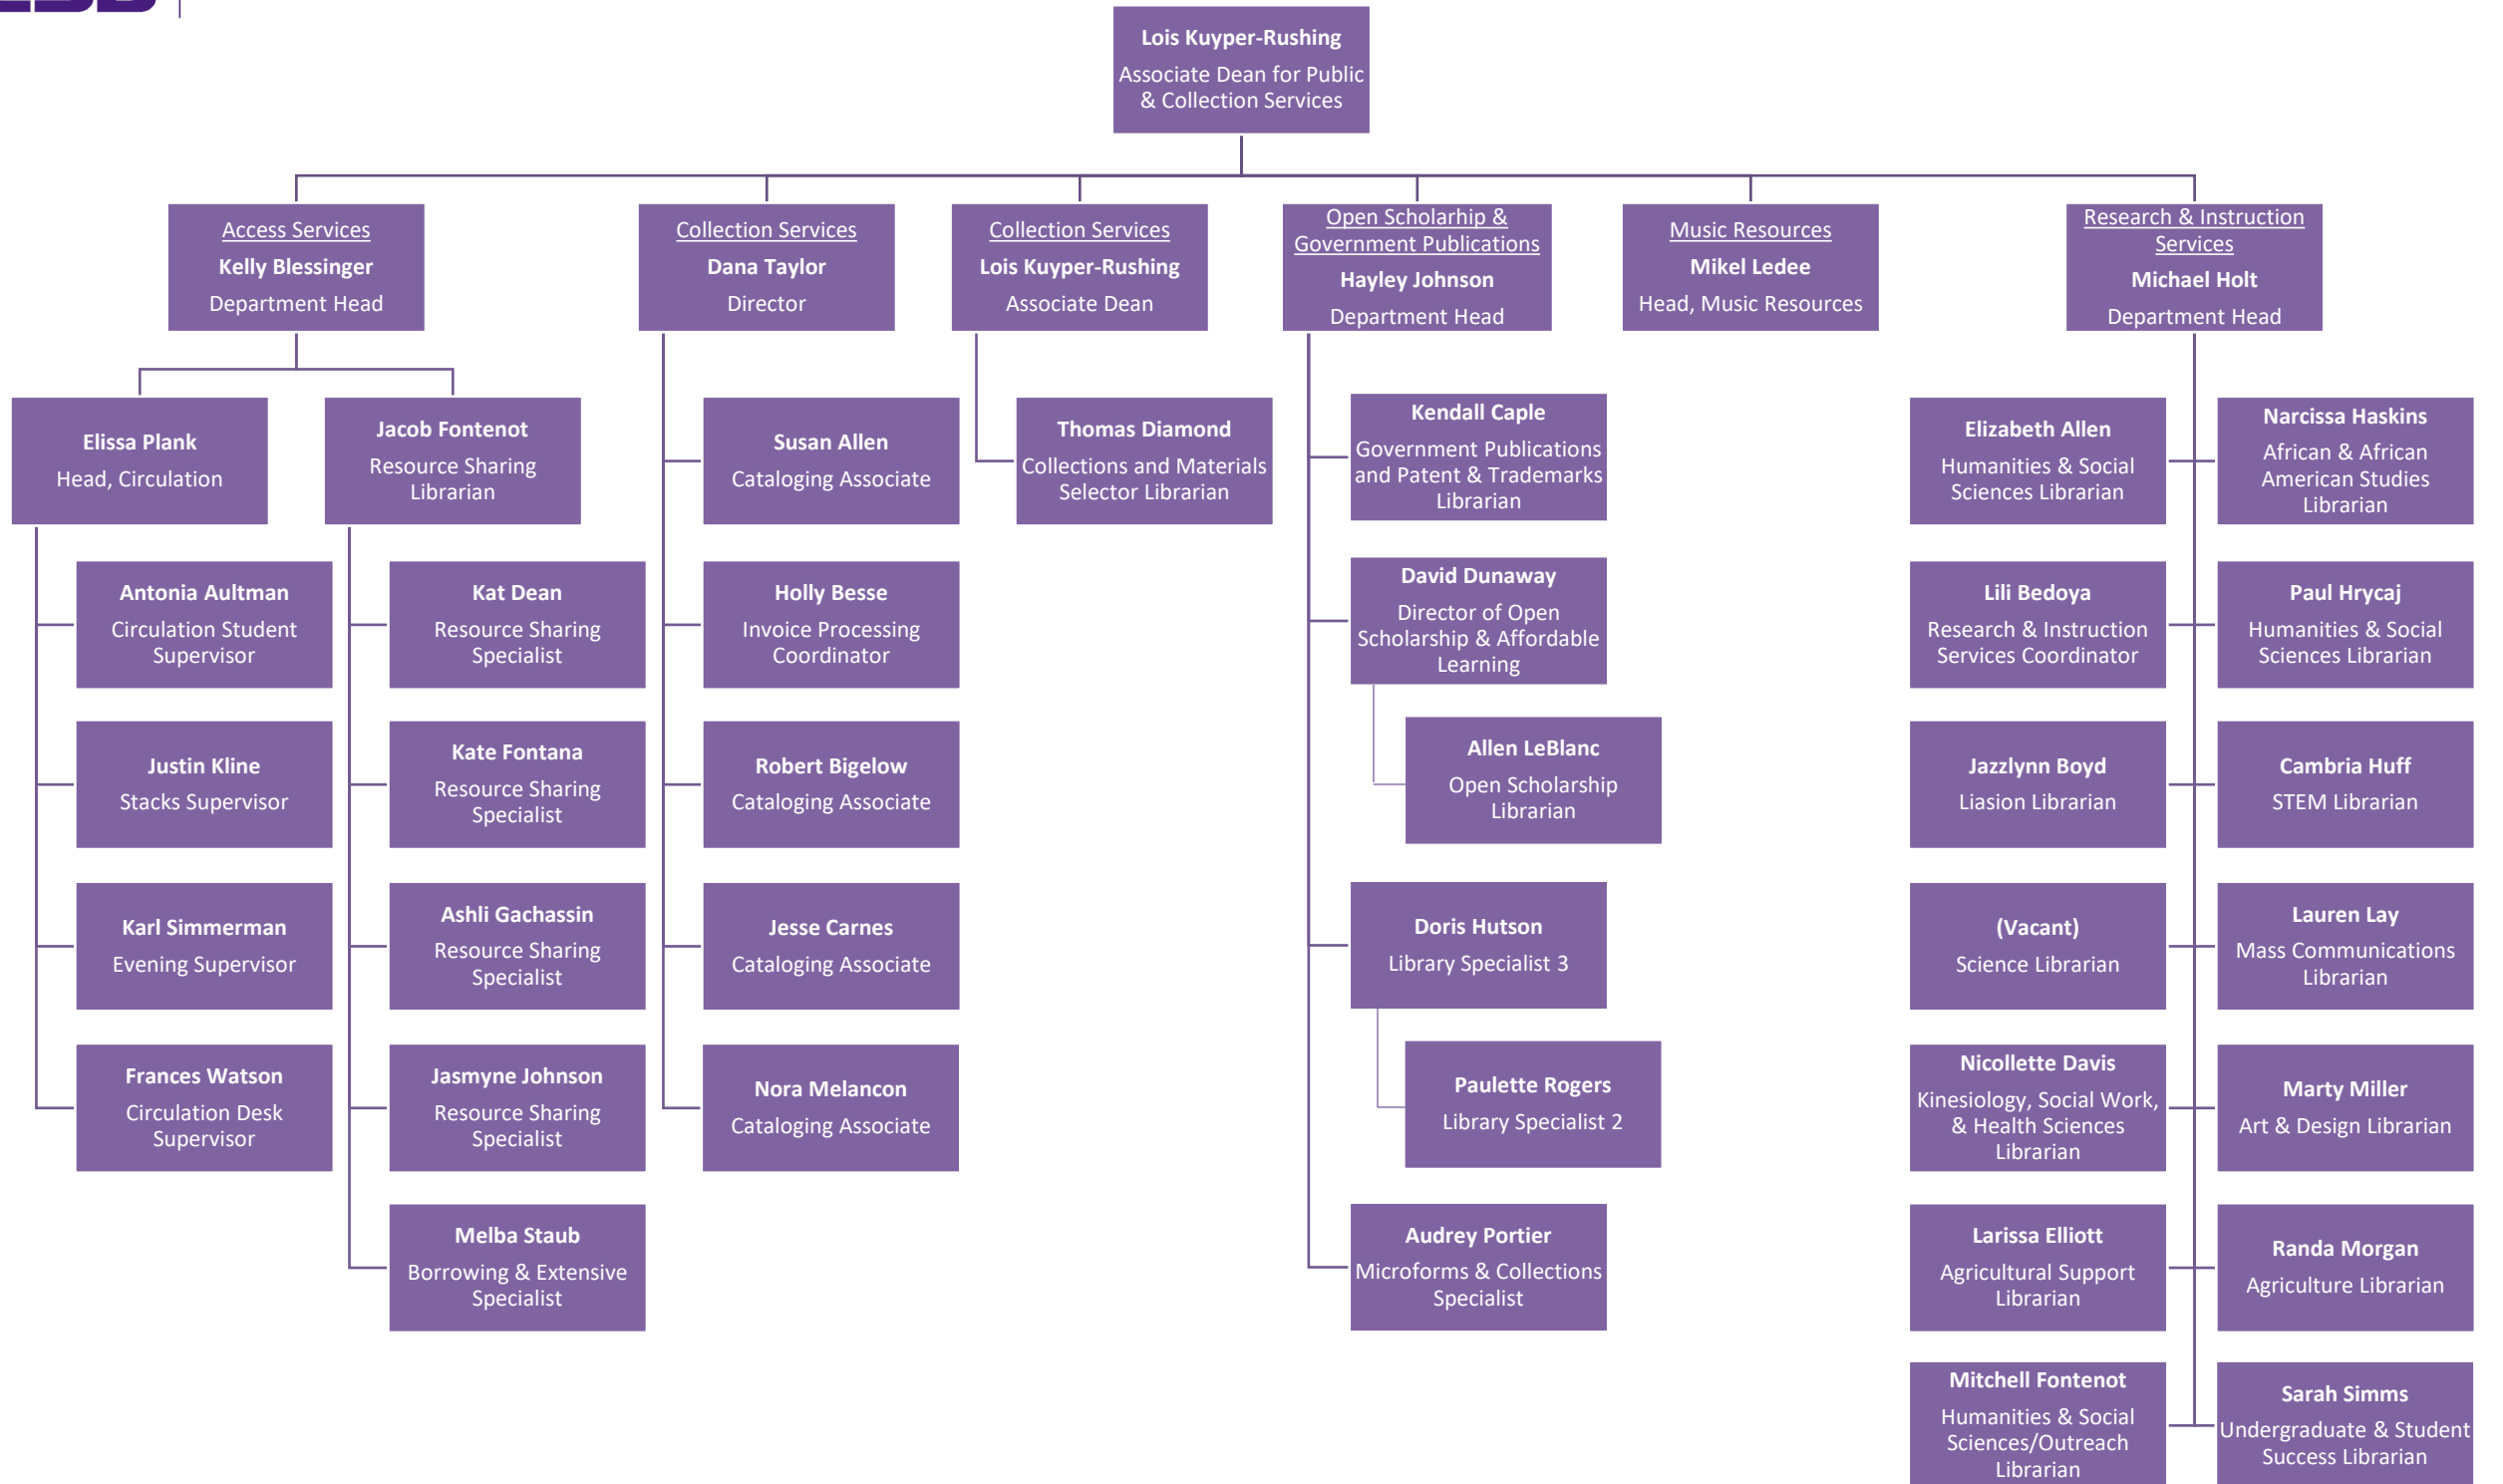 Lois Kuyper-Rushing
Associate Dean for Public
& Collection Services
Access Services
Kelly Blessinger
Department Head
Collection Services
Dana Taylor
Director
Collection Services
Lois Kuyper-Rushing
Associate Dean
Open Scholarhip &
Government Publications
Hayley Johnson
Department Head
Music Resources
Mikel Ledee
Head, Music Resources
Research & Instruction
Services
Michael Holt
Department Head
Elissa Plank
Head, Circulation
Antonia Aultman
Circulation Student
Supervisor
Justin Kline
Stacks Supervisor
Karl Simmerman
Evening Supervisor
Frances Watson
Circulation Desk
Supervisor
Jacob Fontenot
Resource Sharing
Librarian
Kat Dean
Resource Sharing
Specialist
Kate Fontana
Resource Sharing
Specialist
Ashli Gachassin
Resource Sharing
Specialist
Jasmyne Johnson
Resource Sharing
Specialist
Melba Staub
Borrowing & Extensive
Specialist
Susan Allen
Cataloging Associate
Holly Besse
Invoice Processing
Coordinator
Robert Bigelow
Cataloging Associate
Jesse Carnes
Cataloging Associate
Nora Melancon
Cataloging Associate
Thomas Diamond
Collections and Materials
Selector Librarian
Kendall Caple
Government Publications
and Patent & Trademarks
Librarian
David Dunaway
Director of Open
Scholarship & Affordable
Learning
Allen LeBlanc
Open Scholarship
Librarian
Doris Hutson
Library Specialist 3
Paulette Rogers
Library Specialist 2
Audrey Portier
Microforms & Collections
Specialist
Elizabeth Allen
Humanities & Social
Sciences Librarian
Narcissa Haskins
African & African
American Studies
Librarian
Lili Bedoya
Research & Instruction
Services Coordinator
Paul Hrycaj
Humanities & Social
Sciences Librarian
Jazzlynn Boyd
Liasion Librarian
Cambria Huff
STEM Librarian
(Vacant)
Science Librarian
Lauren Lay
Mass Communications
Librarian
Nicollette Davis
Kinesiology, Social Work,
& Health Sciences
Librarian
Marty Miller
Art & Design Librarian
Larissa Elliott
Agricultural Support
Librarian
Randa Morgan
Agriculture Librarian
Mitchell Fontenot
Humanities & Social
Sciences/Outreach
Librarian
Sarah Simms
Undergraduate & Student
Success Librarian